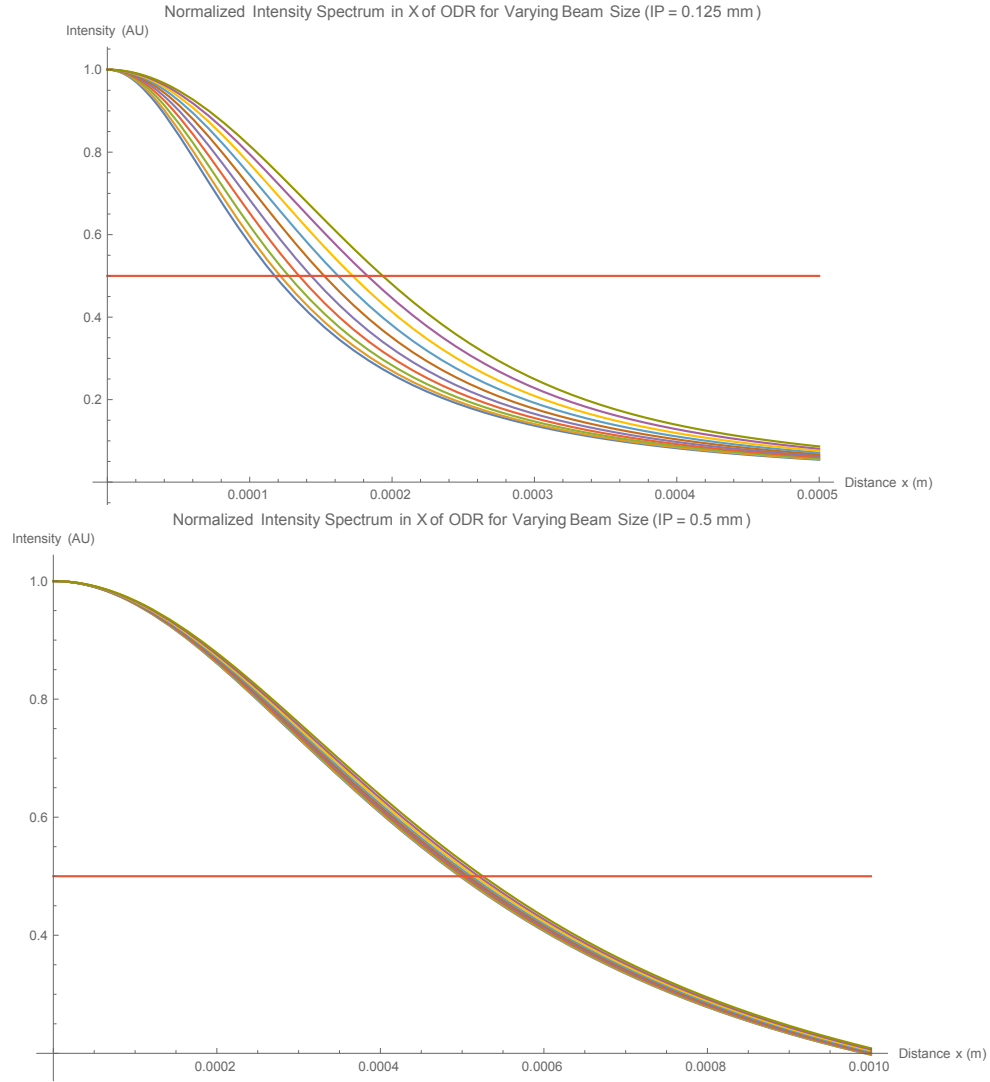 Normalized Intensity Spectrum in X of ODR for Varying Beam Size (IP = 0.125 mm )
Intensity (AU)
1.0
0.8
0.6
0.4
0.2
0.0001 0.0002 0.0003 0.0004 0.0005
Distance x (m)
Normalized Intensity Spectrum in X of ODR for Varying Beam Size (IP = 0.5 mm )
Intensity (AU)
1.0
0.8
0.6
0.4
0.0002 0.0004 0.0006 0.0008 0.0010
Distance x (m)